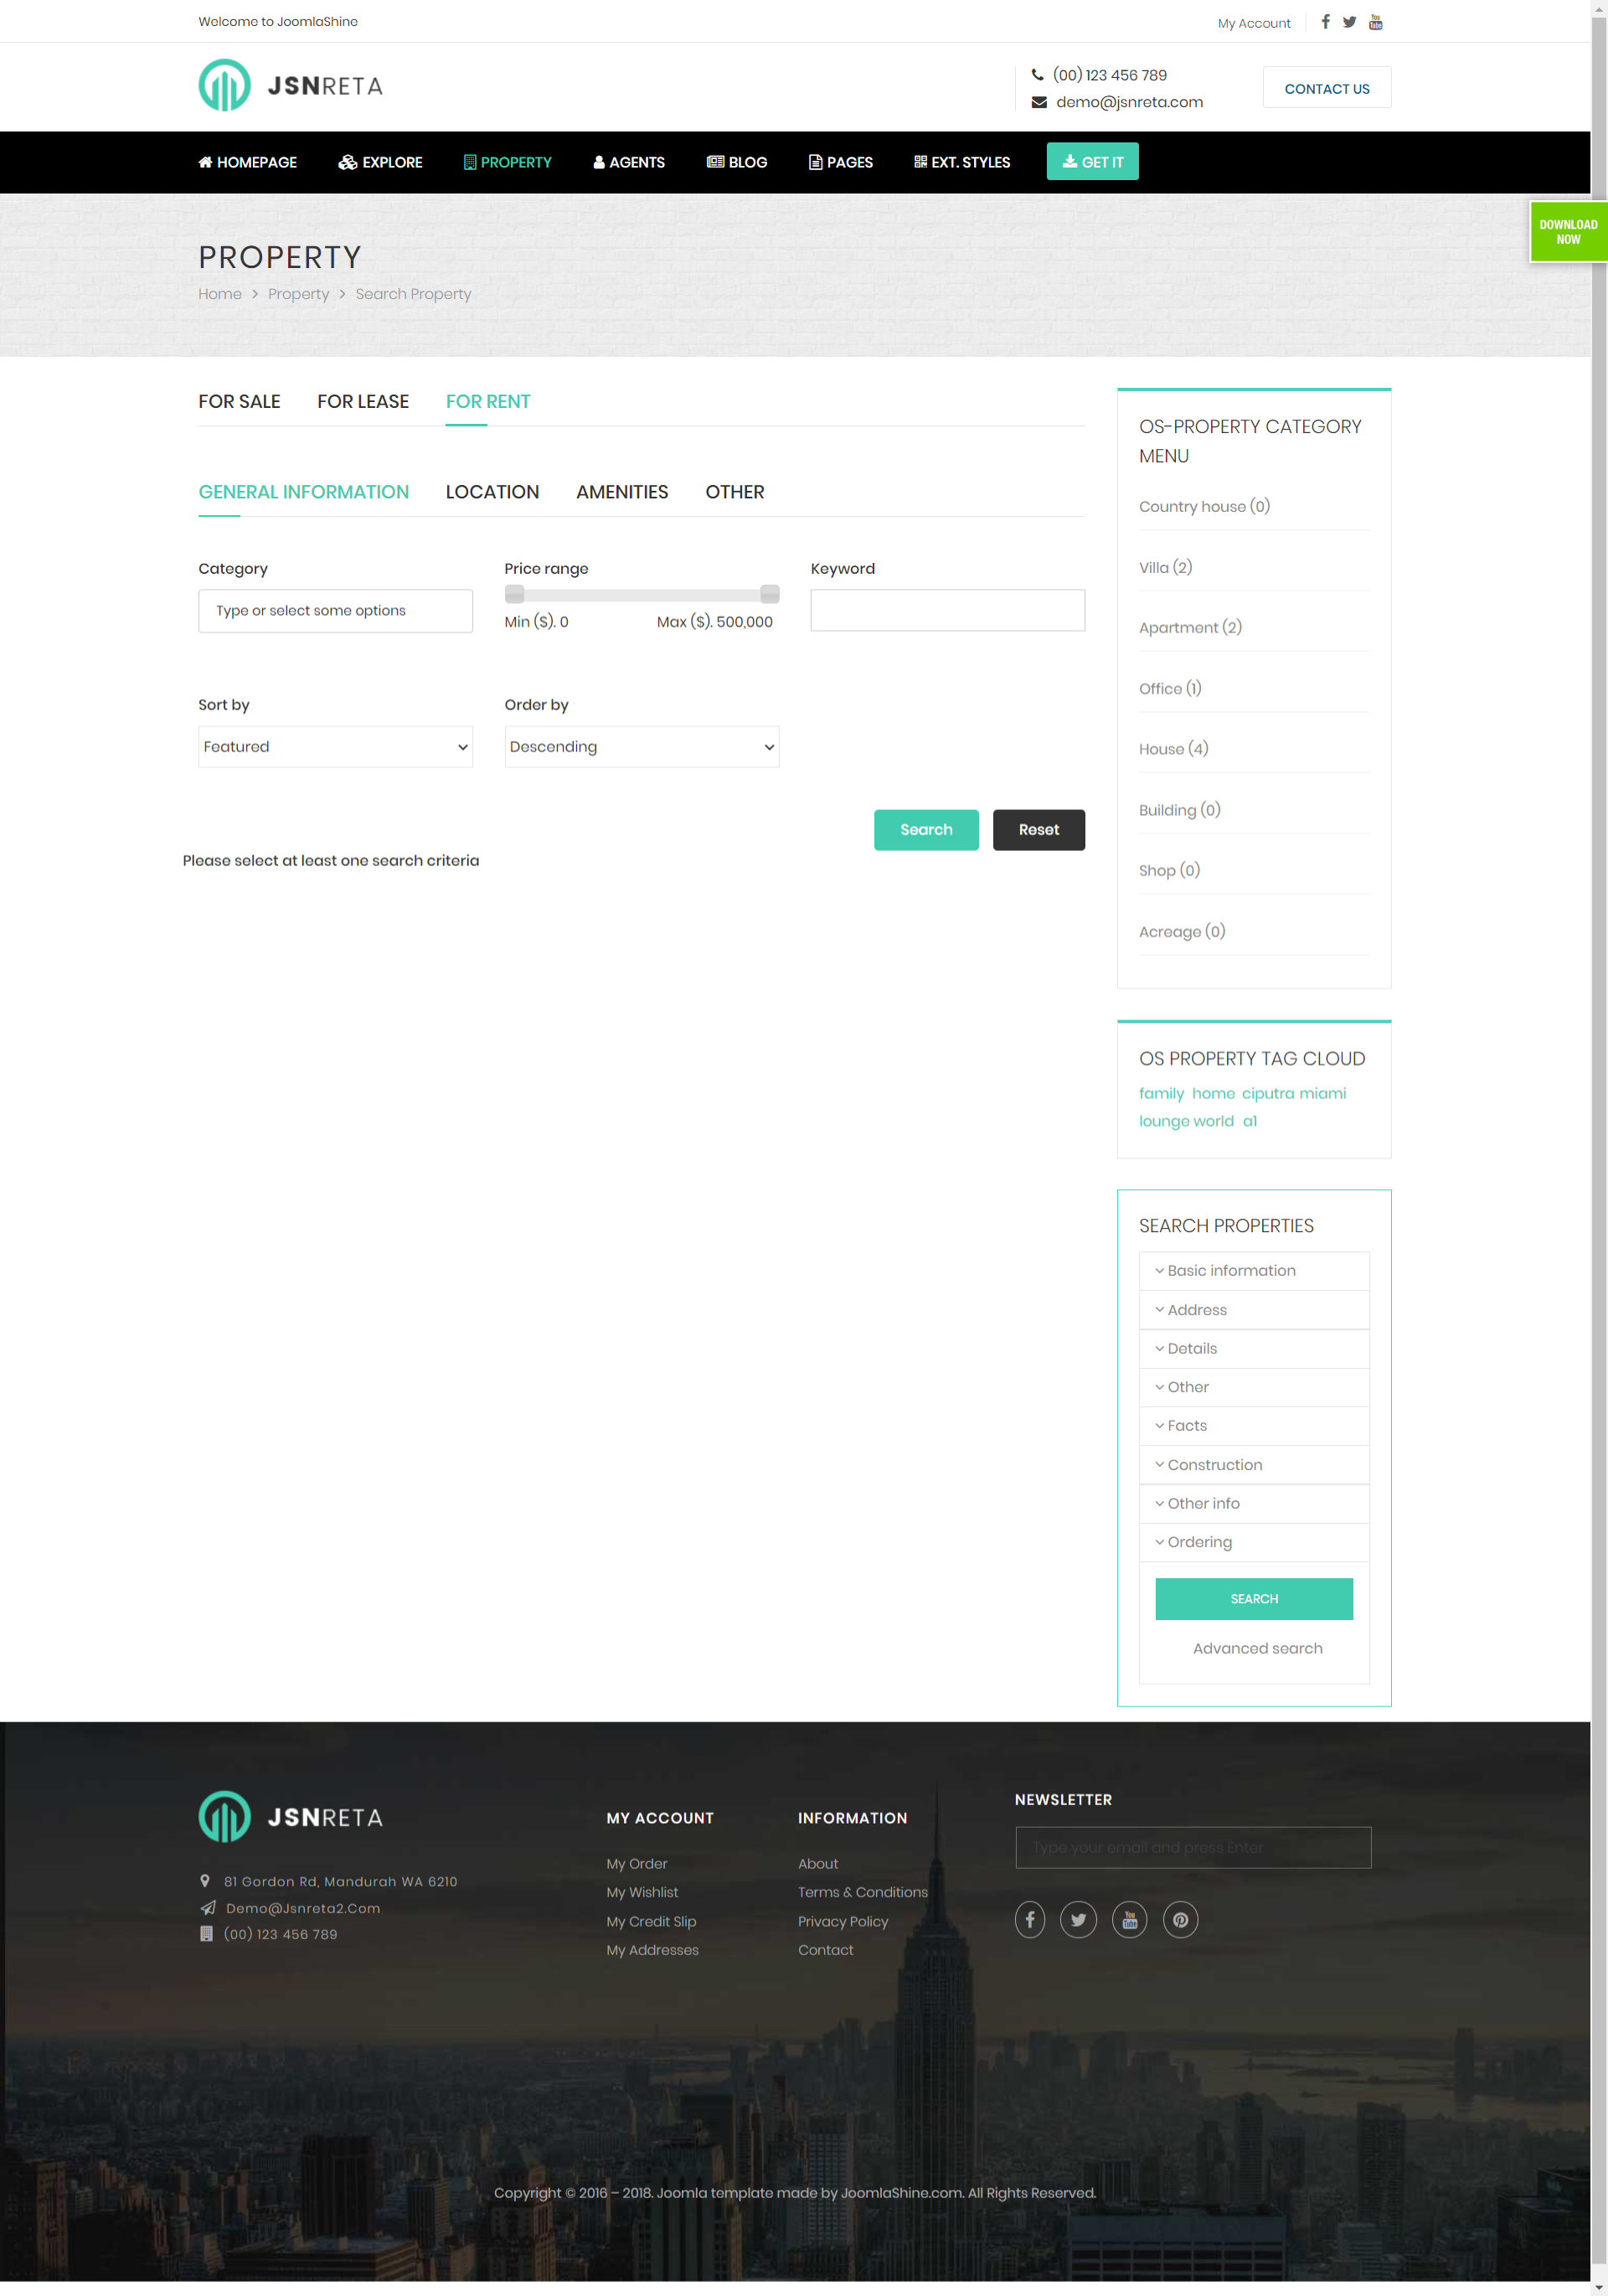 Welcome to JoomlaShine
My Account
You Tube
JSNRETA
(00) 123 456 789
demo@jsnreta.com
CONTACT US
HOMEPAGE
EXPLORE
PROPERTY
AGENTS
BLOG
PAGES
EXT. STYLES
GET IT
DOWNLOAD
NOW
PROPERTY
Home > Property > Search Property
FOR SALE
FOR LEASE
FOR RENT
GENERAL INFORMATION
LOCATION
AMENITIES
OTHER
Category
Price range
Keyword
Type or select some options
Min ($). 0
Max ($). 500,000
Sort by
Order by
Featured
Descending
Search
Reset
Please select at least one search criteria
OS-PROPERTY CATEGORY
MENU
Country house (0)
Villa (2)
Apartment (2)
Office (1)
House (4)
Building (0)
Shop (0)
Acreage (0)
OS PROPERTY TAG CLOUD
family home ciputra miami
lounge world a1
SEARCH PROPERTIES
Basic information
Address
Details
Other
Facts
Construction
Other info
Ordering
SEARCH
Advanced search
JSNRETA
81 Gordon Rd, Mandurah WA 6210
Demo@Jsnreta2.Com
(00) 123 456 789
MY ACCOUNT
My Order
My Wishlist
My Credit Slip
My Addresses
INFORMATION
About
Terms & Conditions
Privacy Policy
Contact
NEWSLETTER
Type your email and press Enter
You Tube
Copyright © 2016 – 2018. Joomla template made by JoomlaShine.com. All Rights Reserved.